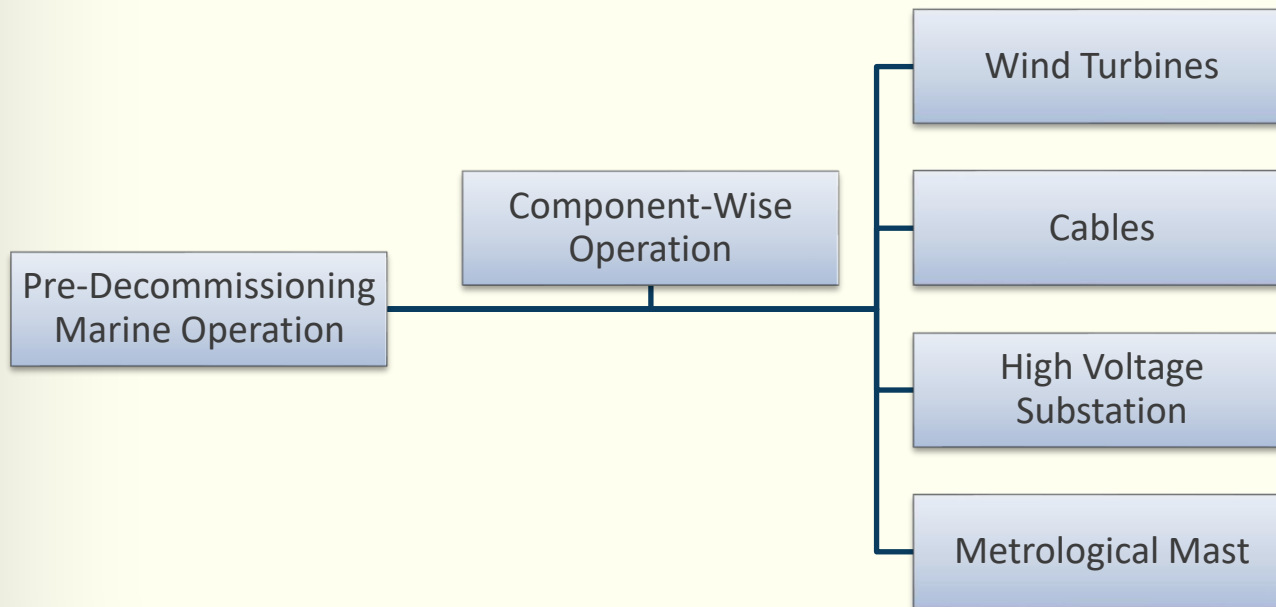 Pre-Decommissioning
Marine Operation
Component-Wise
Operation
Wind Turbines
Cables
High Voltage
Substation
Metrological Mast